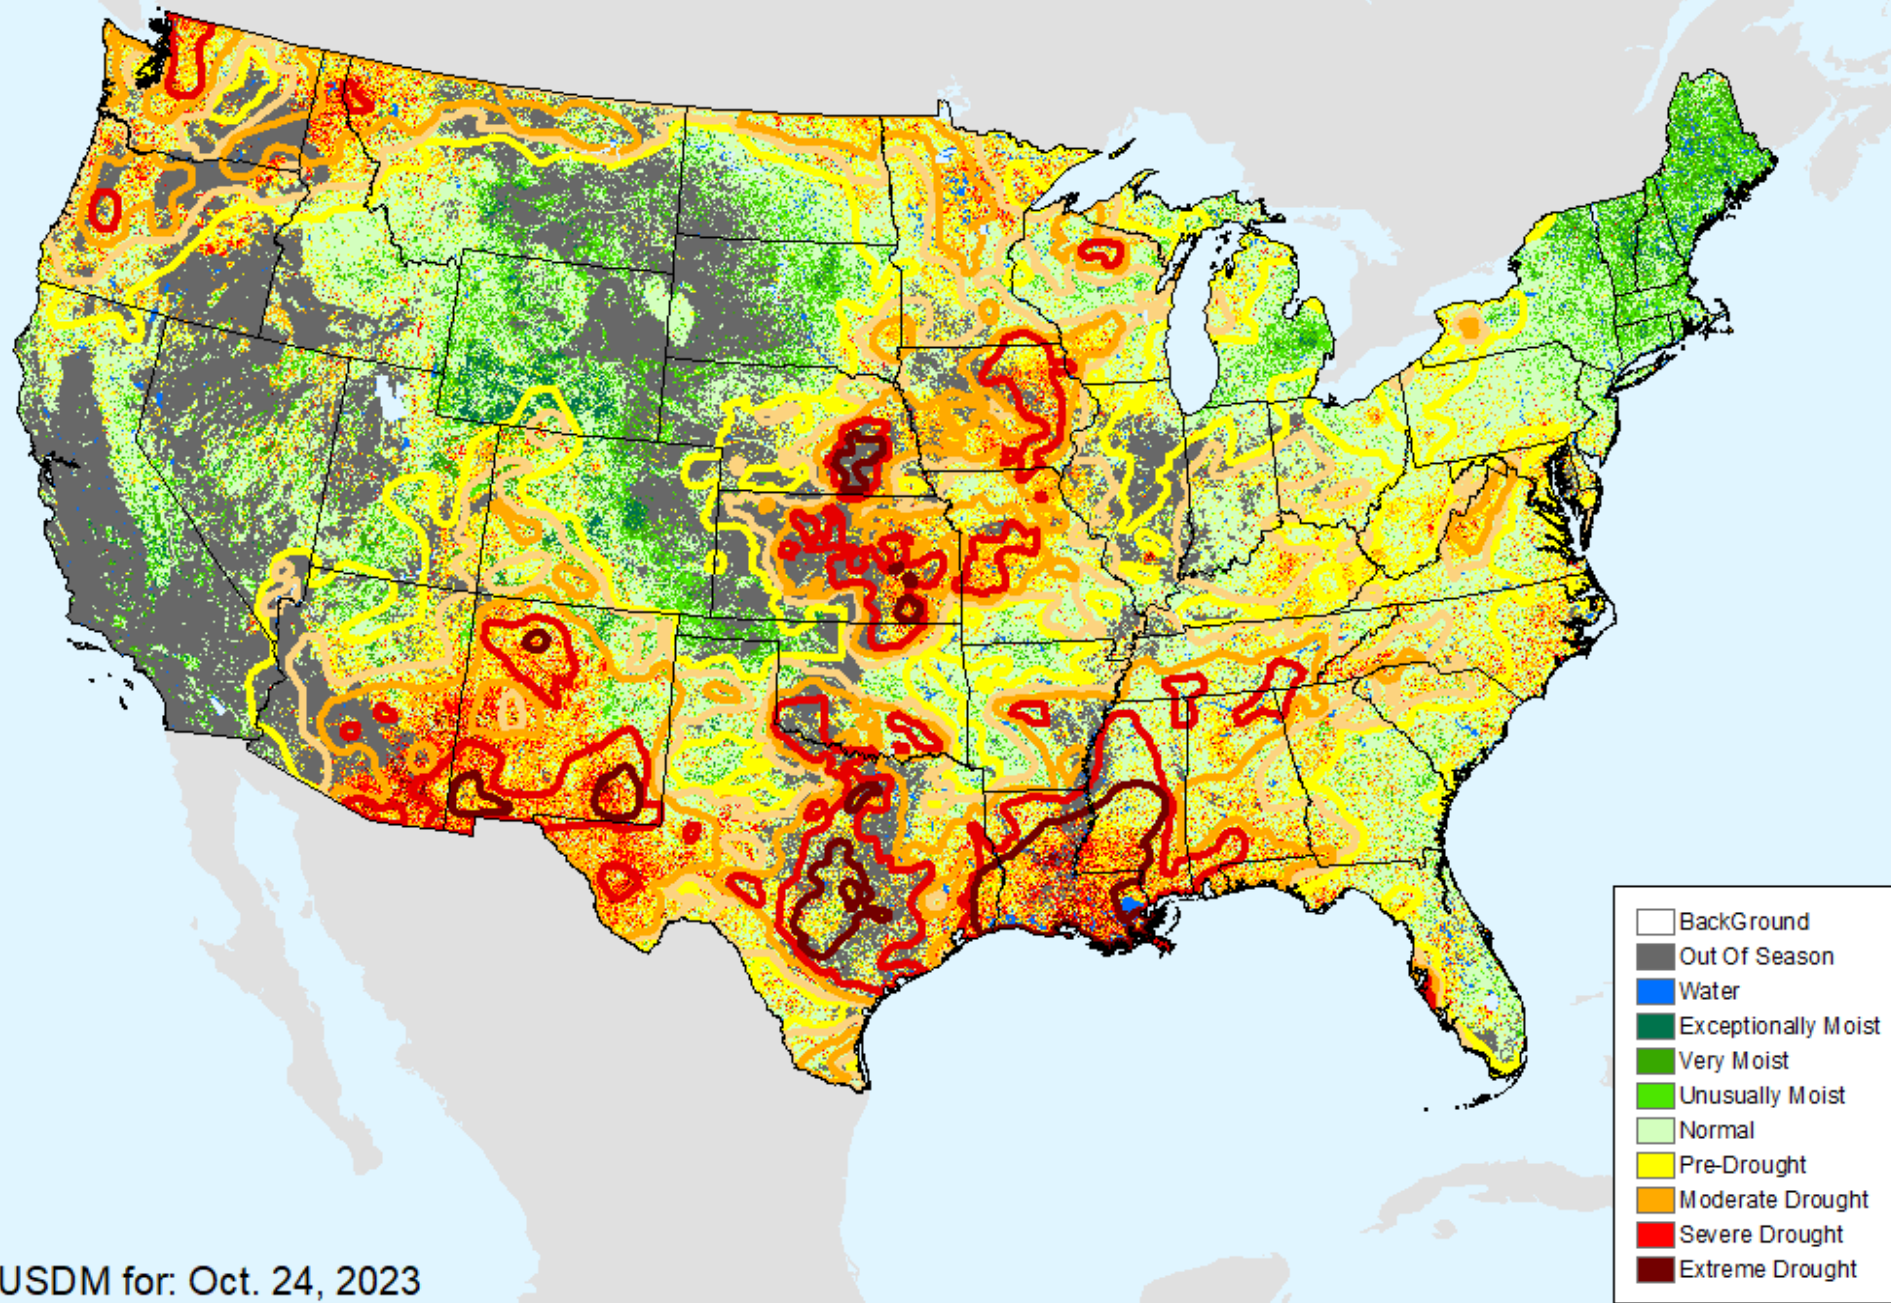 BackGround
Out Of Season
Water
Exceptionally Moist
Very Moist
Unusually Moist
Normal
Pre-Drought
Moderate Drought
Severe Drought
Extreme Drought
USDM for: Oct. 24, 2023